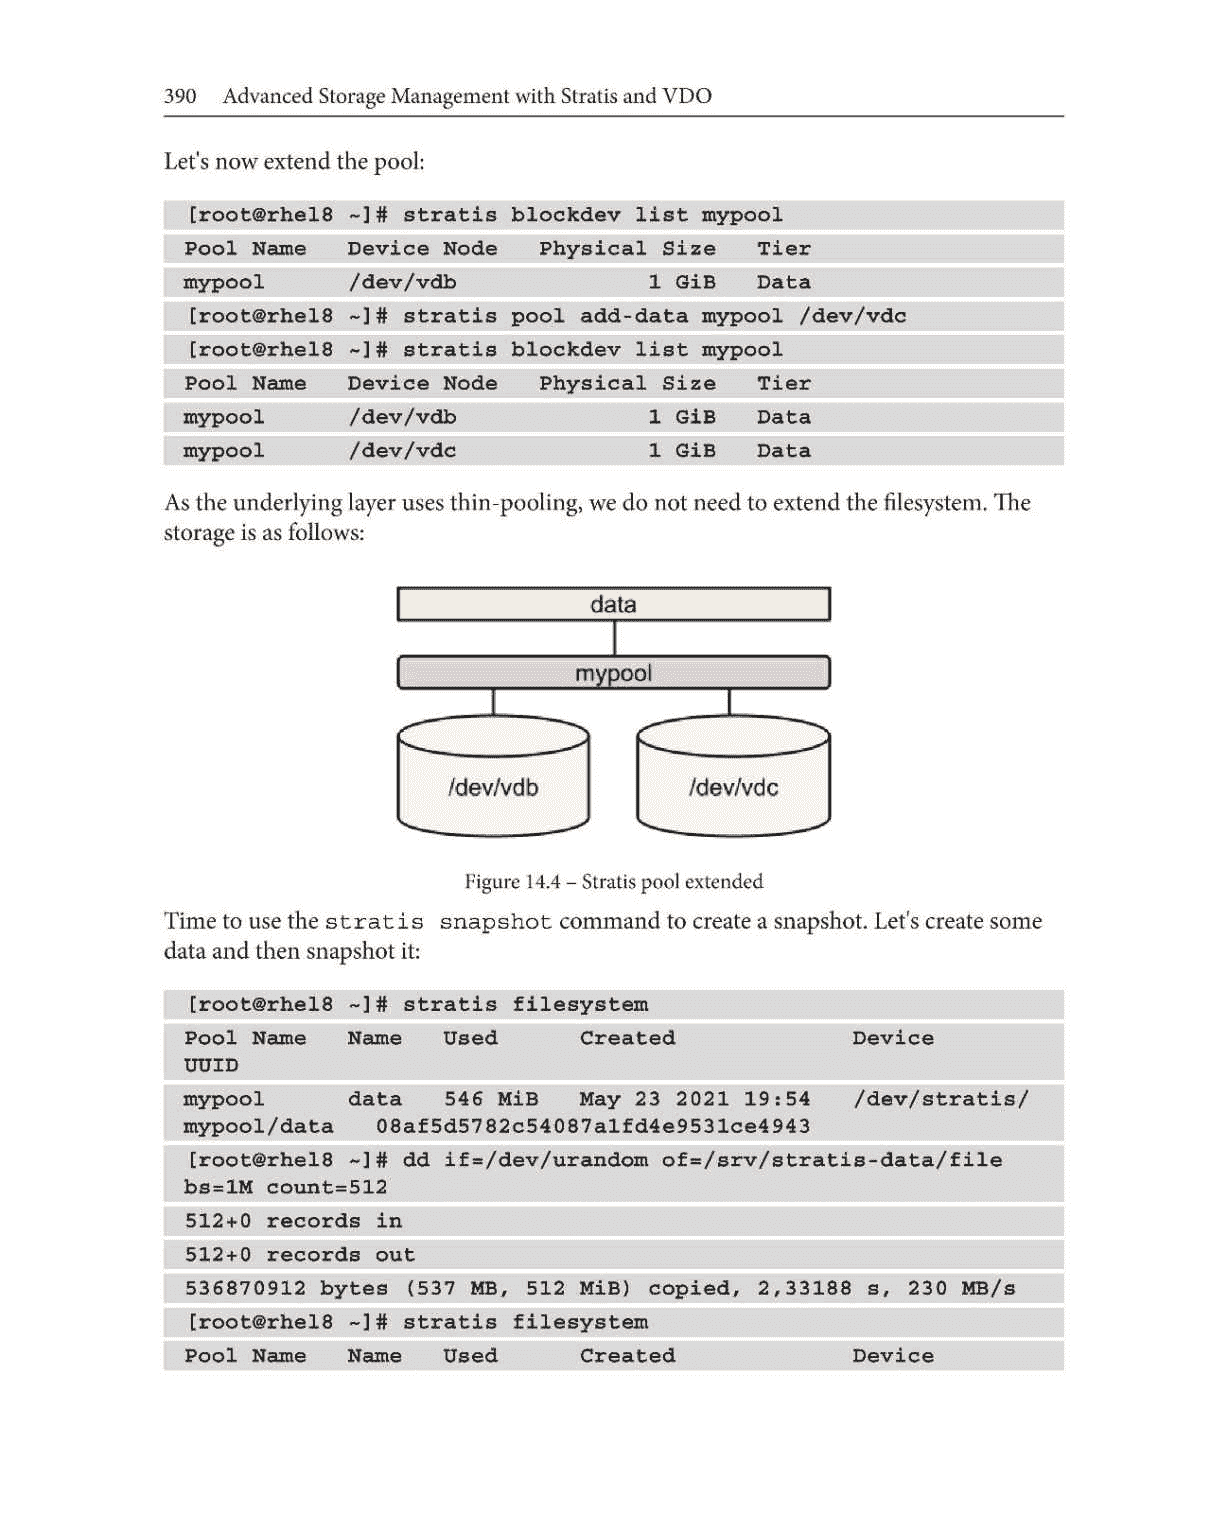 390 Advanced Storage Management with Stratis and VDO
Let's now extend the pool:
[root@rhel8 ~]# stratis blockdev list mypool
Pool Name   Device Node   Physical Size   Tier
mypool      /dev/vdb              1 GiB   Data
[root@rhel8 ~]# stratis pool add-data mypool /dev/vdc
[root@rhel8 ~]# stratis blockdev list mypool
Pool Name   Device Node   Physical Size   Tier
mypool      /dev/vdb              1 GiB   Data
mypool      /dev/vdc              1 GiB   Data
As the underlying layer uses thin-pooling, we do not need to extend the filesystem. The
storage is as follows:
data
mypool
/dev/vdb /dev/vdc
Figure 14.4 – Stratis pool extended
Time to use the stratis snapshot command to create a snapshot. Let's create some
data and then snapshot it:
[root@rhel8 ~]# stratis filesystem
Pool Name   Name   Used      Created             Device
UUID
mypool      data   546 MiB   May 23 2021 19:54   /dev/stratis/
mypool/data   08af5d5782c54087a1fd4e9531ce4943
[root@rhel8 ~]# dd if=/dev/urandom of=/srv/stratis-data/file
bs=1M count=512
512+0 records in
512+0 records out
536870912 bytes (537 MB, 512 MiB) copied, 2,33188 s, 230 MB/s
[root@rhel8 ~]# stratis filesystem
Pool Name   Name   Used      Created             Device